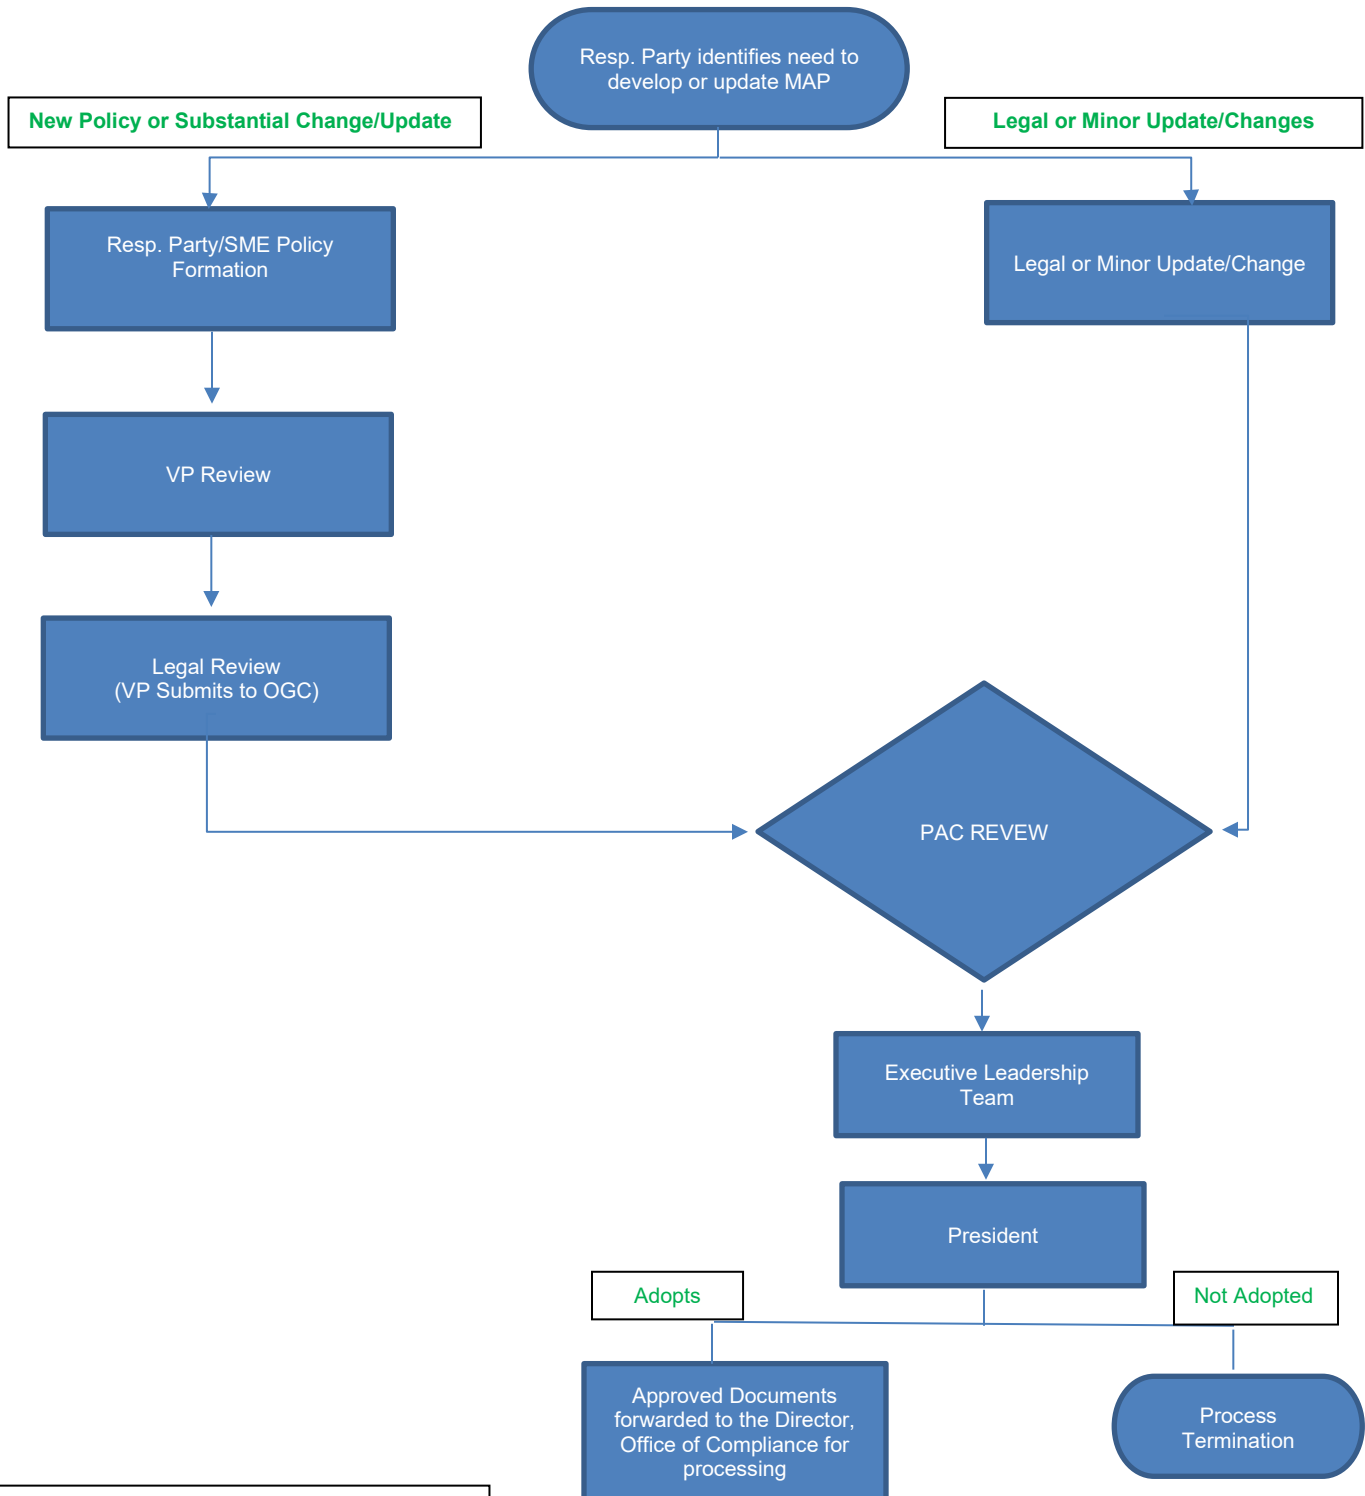 Resp. Party identifies need to
develop or update MAP
New Policy or Substantial Change/Update
Legal or Minor Update/Changes
Resp. Party/SME Policy
Formation
Legal or Minor Update/Change
VP Review
Legal Review
(VP Submits to OGC)
PAC REVEW
Executive Leadership
Team
President
Adopts
Not Adopted
Approved Documents
forwarded to the Director,
Office of Compliance for
processing
Process
Termination